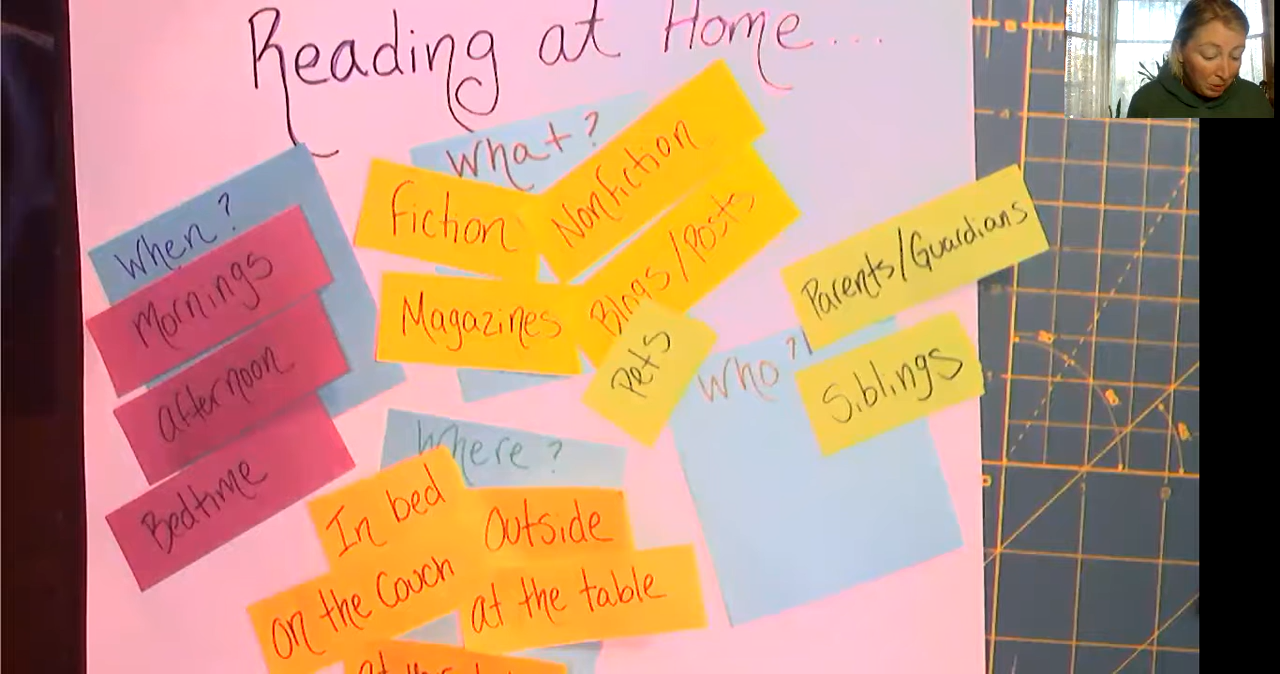 Reading at Home...
When?
Mornings
afternoon
Bedtime
What?
fiction
Nonfiction
Magazines
Blogs/Posts
Pets
Who?
Parents/Guardians
Siblings
Where?
In bed
Outside
on the couch
at the table